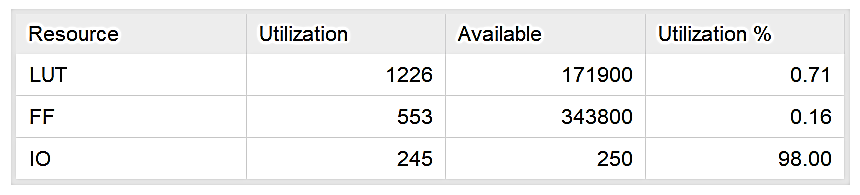 Resource Utilization Available Utilization %
LUT 1226 171900 0.71
FF 553 343800 0.16
IO 245 250 98.00